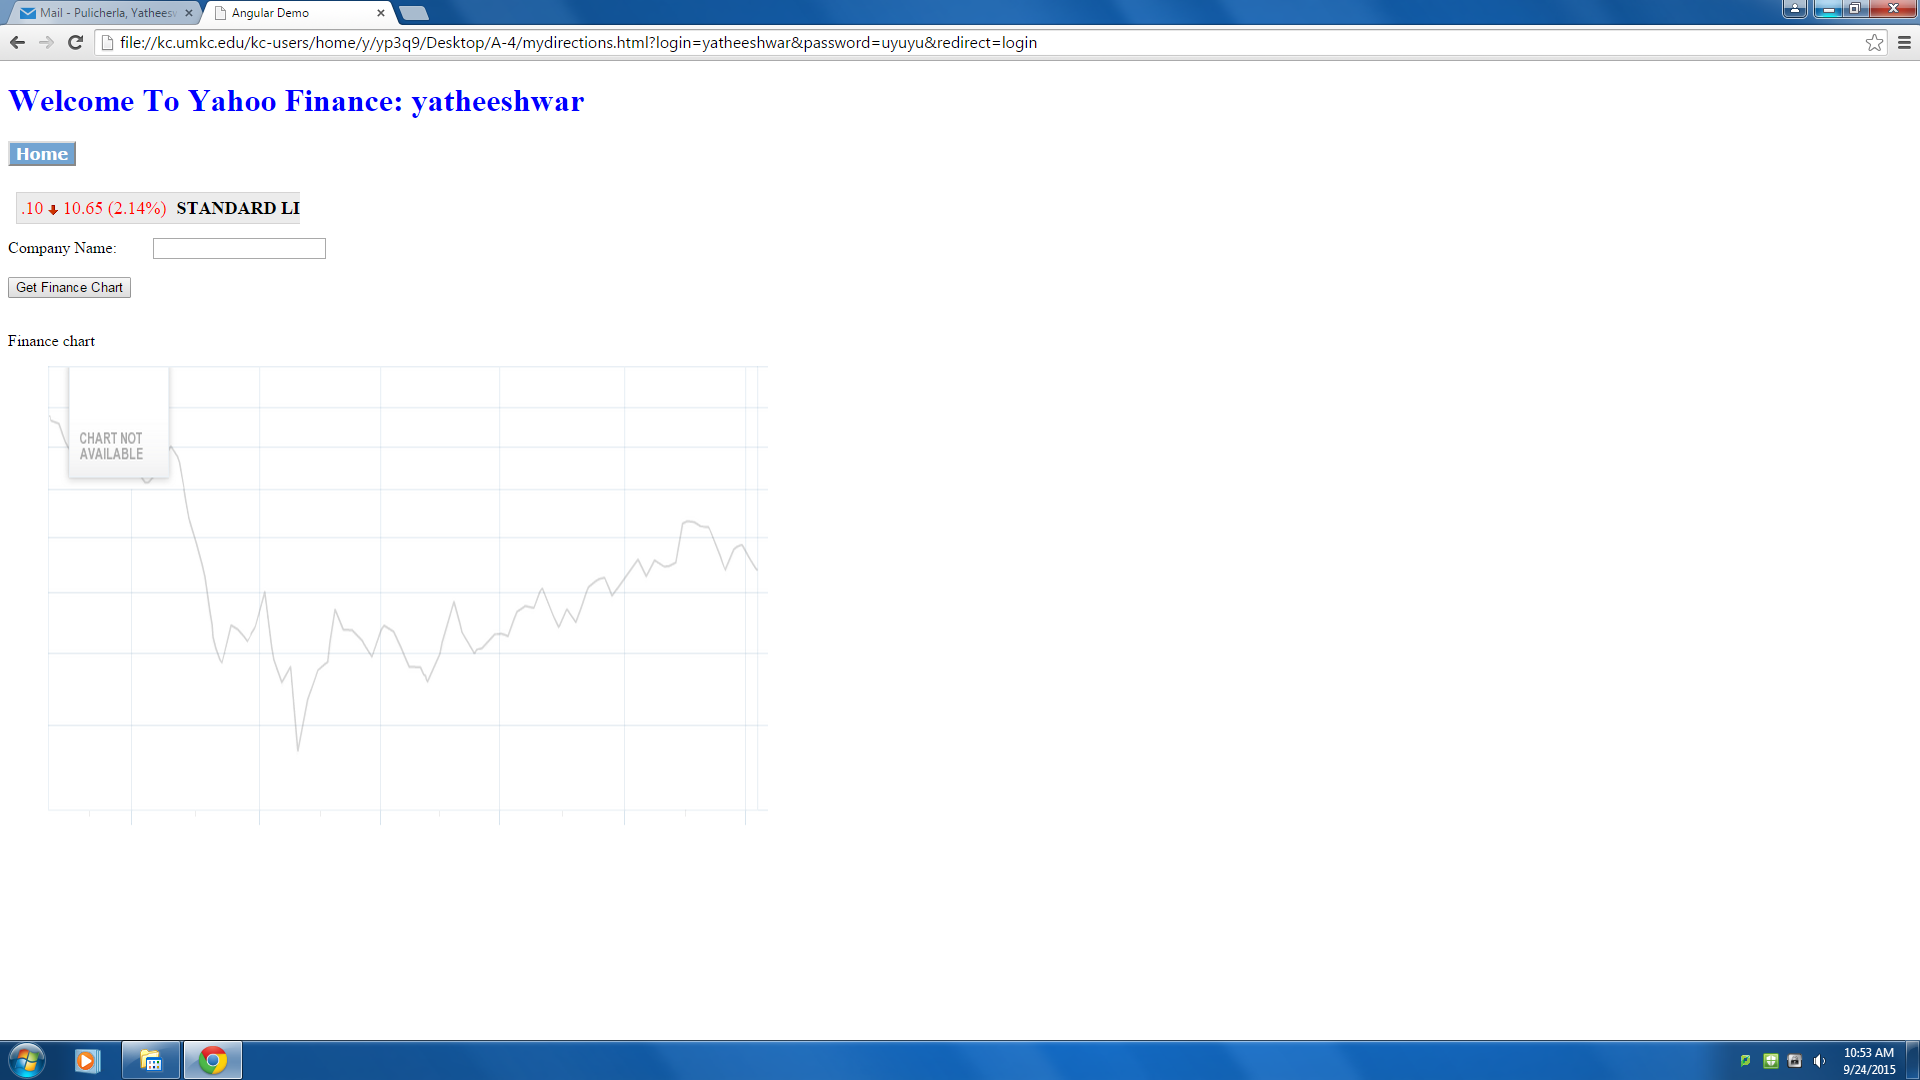 Mail - Pulicherla, Yathees
Angular Demo
file://kc.umkc.edu/kc-users/home/y/yp3q9/Desktop/A-4/mydirections.html?login=yatheeshwar&password=uyuyu&redirect=login
Welcome To Yahoo Finance: yatheeshwar
Home
.10 10.65 (2.14%) STANDARD LI
Company Name:
Get Finance Chart
Finance chart
CHART NOT
AVAILABLE
10:53 AM
9/24/2015